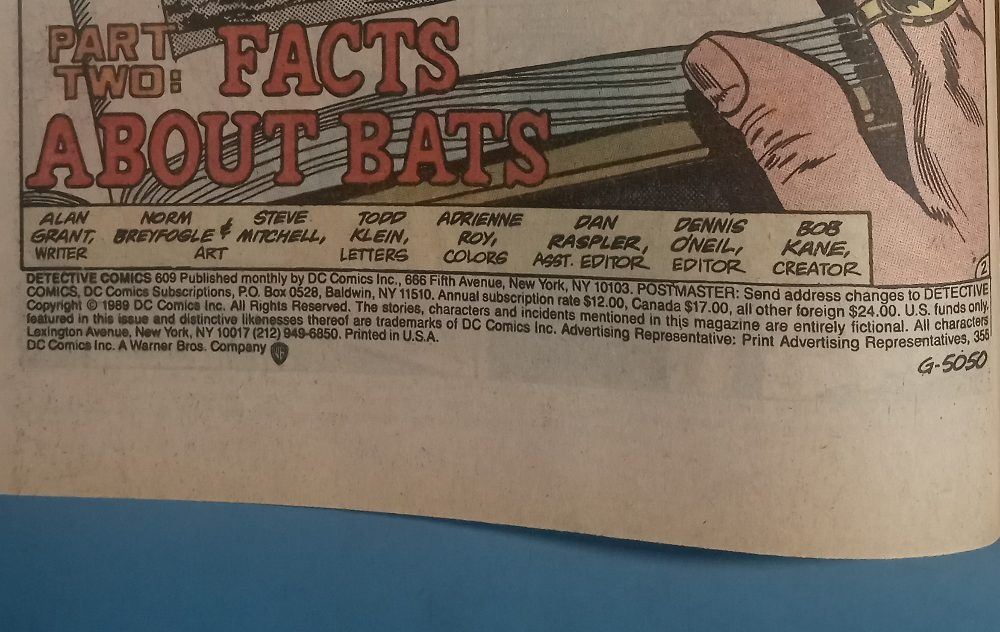 PART
TWO: FACTS
ABOUT BATS
ALAN GRANT, WRITER
NORM BREYFOGLE & STEVE MITCHELL, ART
TODD KLEIN, LETTERS
ADRIENNE ROY, COLORS
DAN RASPLER, ASST. EDITOR
DENNIS O'NEIL, EDITOR
BOB KANE, CREATOR
2
DETECTIVE COMICS 609 Published monthly by DC Comics Inc., 666 Fifth Avenue, New York, NY 10103. POSTMASTER: Send address changes to DETECTIVE
COMICS, DC Comics Subscriptions, P.O. Box 0528, Baldwin, NY 11510. Annual subscription rate $12.00, Canada $17.00, all other foreign $24.00. U.S. funds only.
Copyright © 1989 DC Comics Inc. All Rights Reserved. The stories, characters and incidents mentioned in this magazine are entirely fictional. All characters
featured in this issue and distinctive likenesses thereof are trademarks of DC Comics Inc. Advertising Representative: Print Advertising Representatives, 355
Lexington Avenue, New York, NY 10017 (212) 949-6850. Printed in U.S.A.
DC Comics Inc. A Warner Bros. Company
G-5050